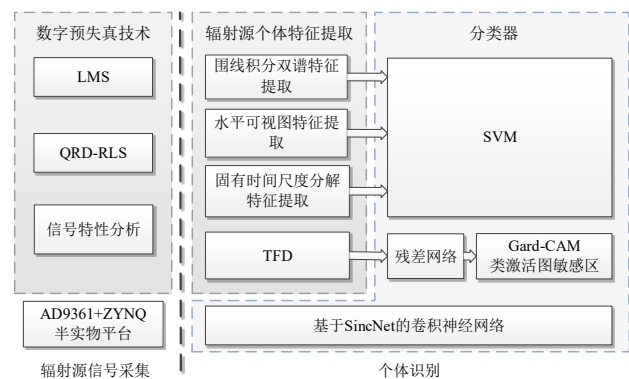 数字预失真技术
LMS
QRD-RLS
信号特性分析
AD9361+ZYNQ
半实物平台
辐射源信号采集
辐射源个体特征提取
围线积分双谱特征
提取
水平可视图特征提
取
固有时间尺度分解
特征提取
TFD
分类器
SVM
残差网络
Gard-CAM
类激活图敏感区
基于SincNet的卷积神经网络
个体识别